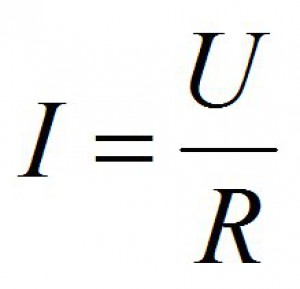 I = U / R